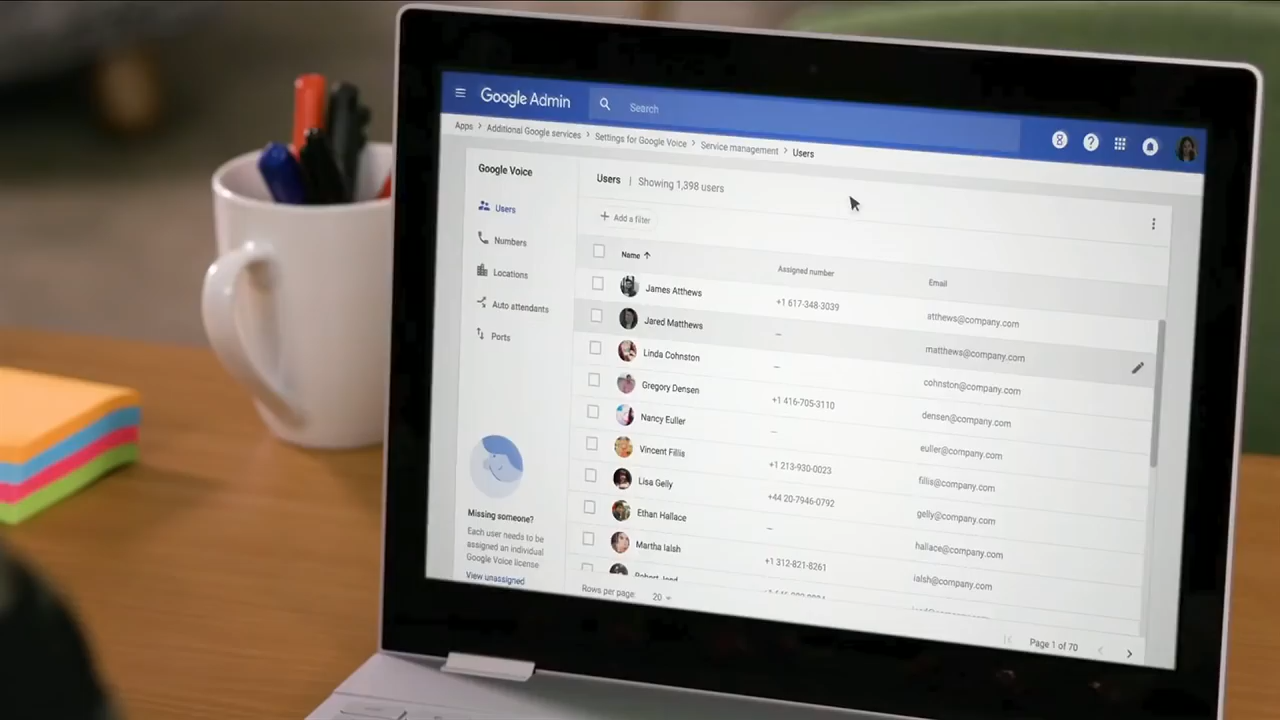 Google Admin
Search
Apps > Additional Google services > Settings for Google Voice > Service management > Users
Google Voice
Users
Numbers
Locations
Auto attendants
Ports
Missing someone?
Each user needs to be
assigned an individual
Google Voice license
View unassigned
Users | Showing 1,398 users
+ Add a filter
Name Assigned number Email
James Atthews +1 617-348-3039 atthews@company.com
Jared Matthews – matthews@company.com
Linda Cohnston – cohnston@company.com
Gregory Densen +1 416-705-3110 densen@company.com
Nancy Euller – euller@company.com
Vincent Fillis +1 213-930-0023 fillis@company.com
Lisa Gelly +44 20-7946-0792 gelly@company.com
Ethan Hallace – hallace@company.com
Martha Ialsh +1 312-821-8261 ialsh@company.com
Rows per page: 20
Page 1 of 70